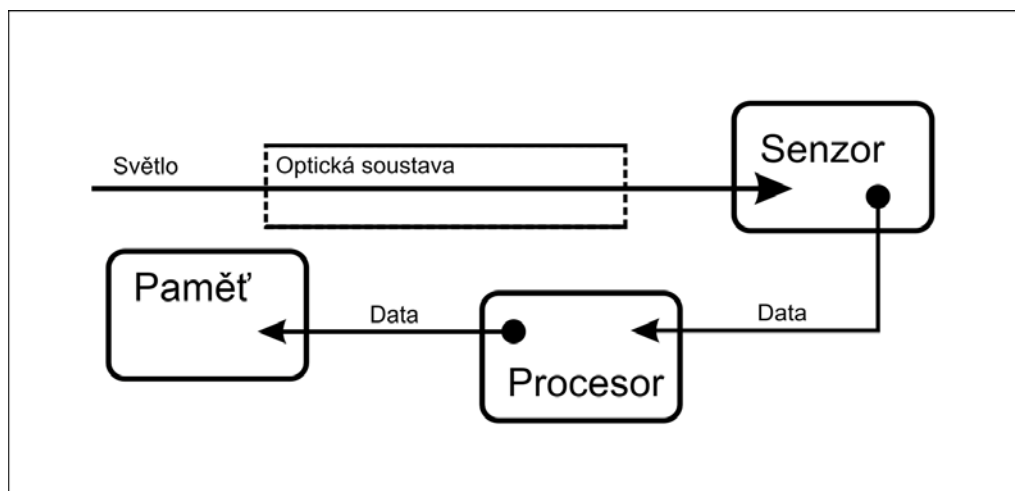 Světlo
Optická soustava
Senzor
Paměť
Data
Procesor
Data